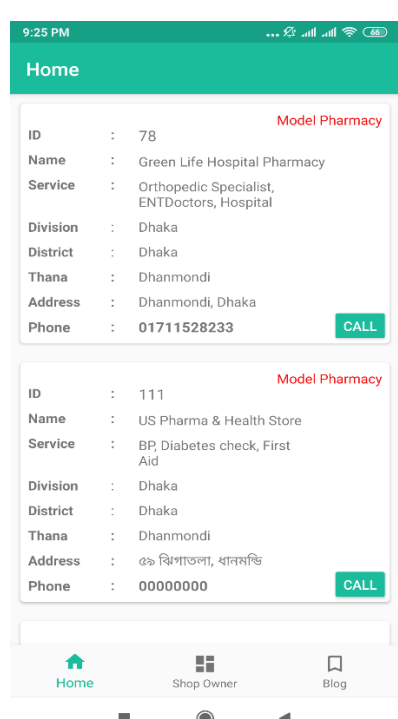 9:25 PM ... 66
Home
Model Pharmacy
ID : 78
Name : Green Life Hospital Pharmacy
Service : Orthopedic Specialist,
ENTDoctors, Hospital
Division : Dhaka
District : Dhaka
Thana : Dhanmondi
Address : Dhanmondi, Dhaka
Phone : 01711528233 CALL
Model Pharmacy
ID : 111
Name : US Pharma & Health Store
Service : BP, Diabetes check, First
Aid
Division : Dhaka
District : Dhaka
Thana : Dhanmondi
Address : ৫৯ ঝিগাতলা, ধানমন্ডি
Phone : 00000000 CALL
Home Shop Owner Blog